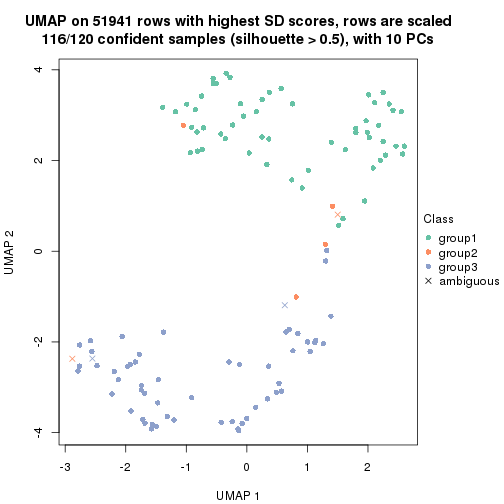 UMAP on 51941 rows with highest SD scores, rows are scaled
116/120 confident samples (silhouette > 0.5), with 10 PCs
4
2
0
-2
-4
UMAP 2
Class
group1
group2
group3
ambiguous
-3
-2
-1
0
1
2
UMAP 1